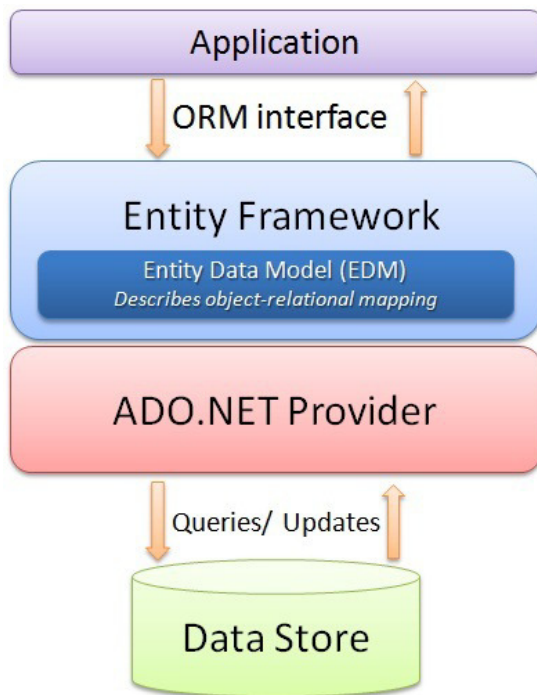 Application
ORM interface
Entity Framework
Entity Data Model (EDM)
Describes object-relational mapping
ADO.NET Provider
Queries/ Updates
Data Store